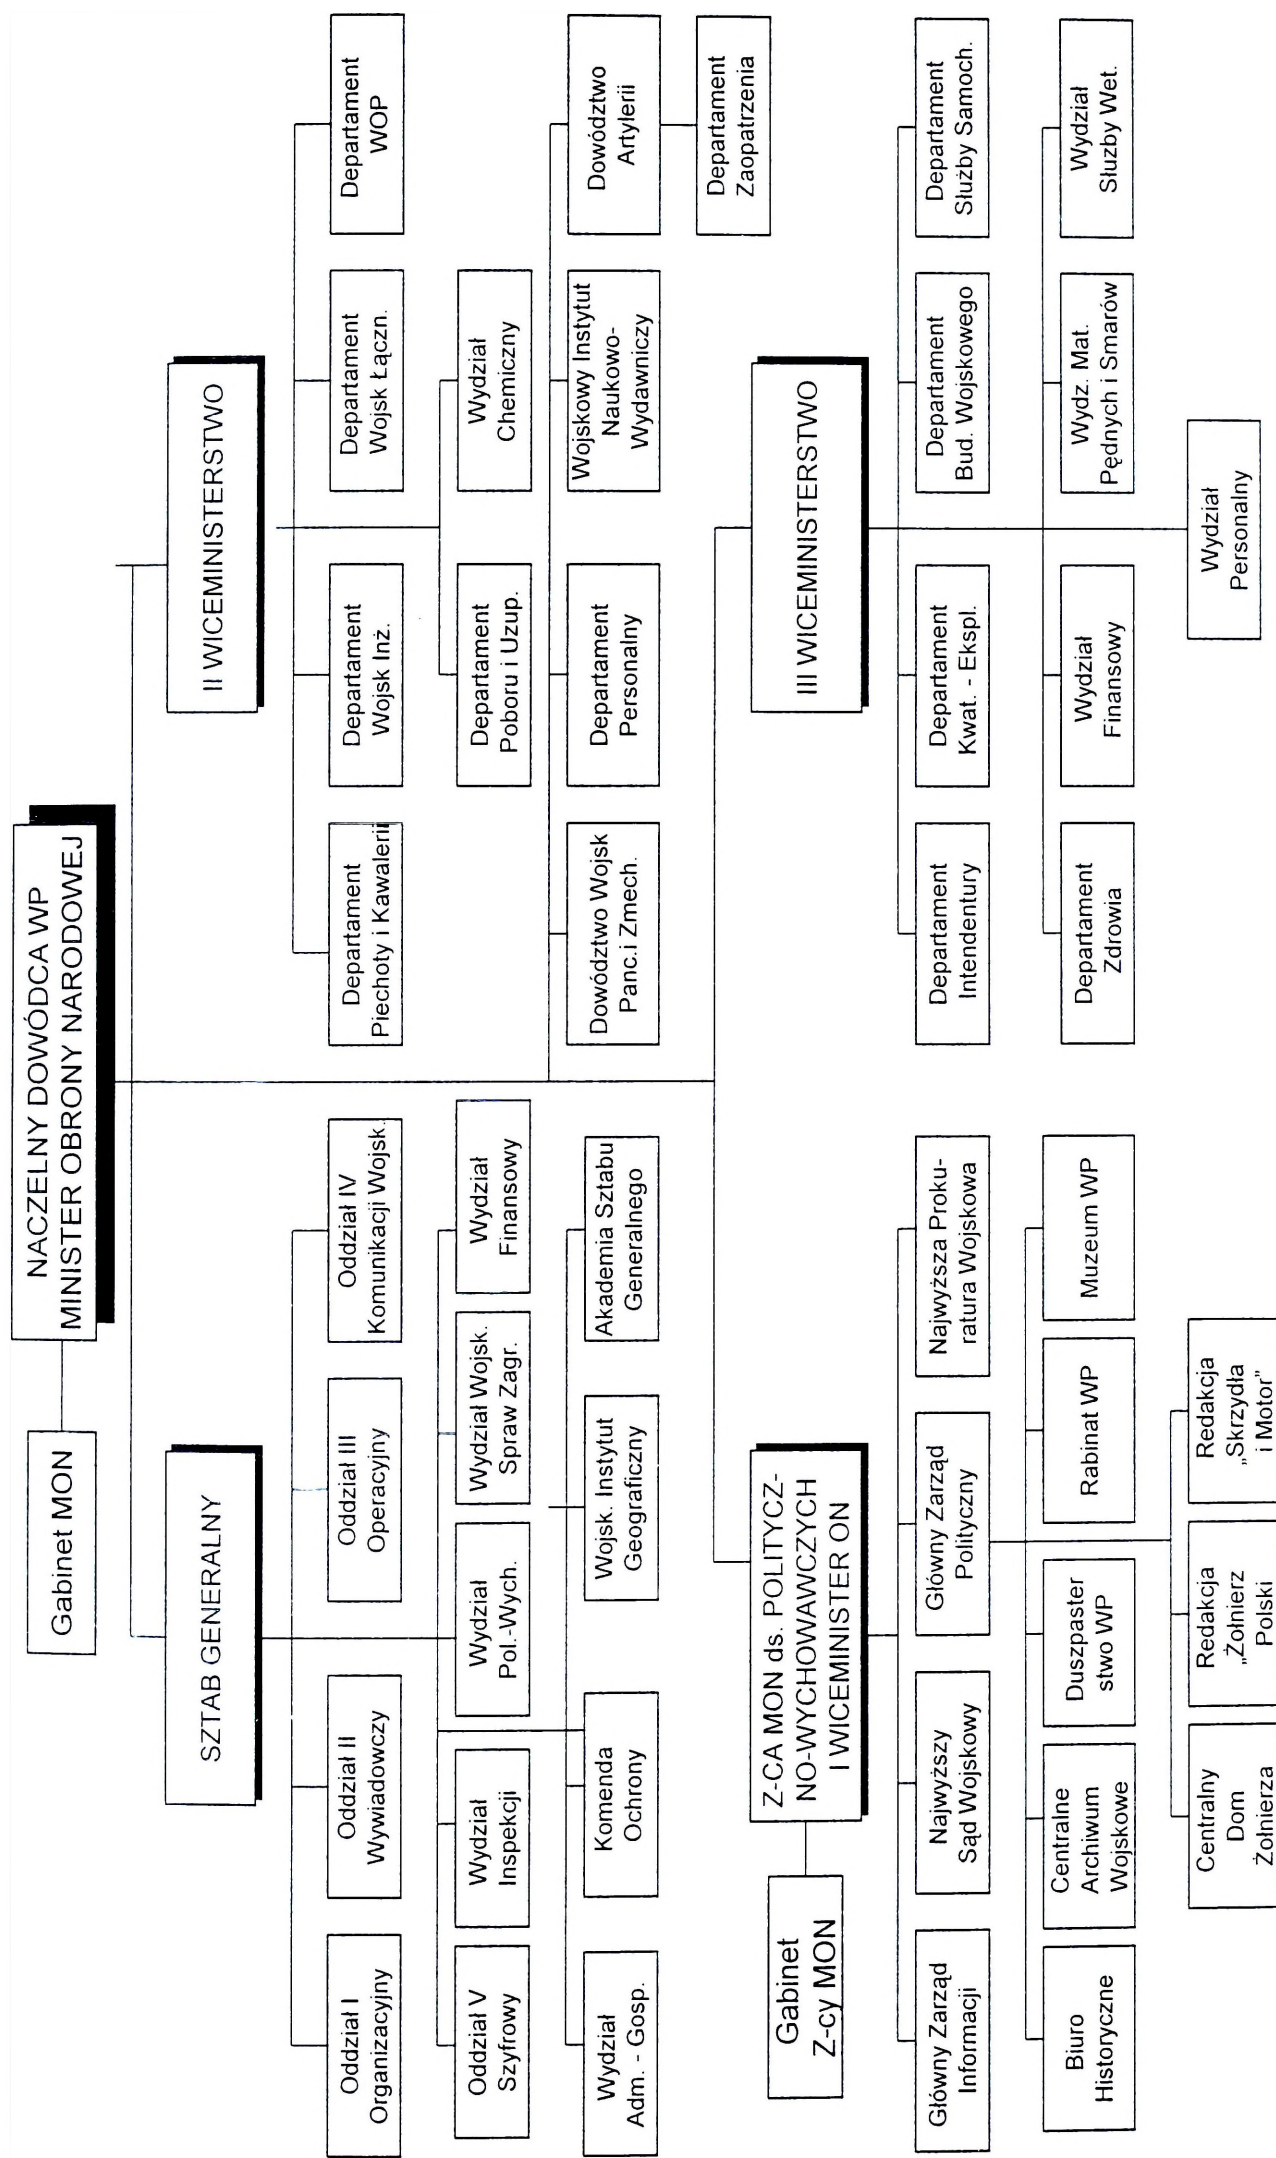 NACZELNY DOWÓDCA WP
MINISTER OBRONY NARODOWEJ
Gabinet MON
SZTAB GENERALNY
II WICEMINISTERSTWO
Oddział I
Organizacyjny
Oddział II
Wywiadowczy
Oddział III
Operacyjny
Oddział IV
Komunikacji Wojsk.
Departament
Piechoty i Kawalerii
Departament
Wojsk Inż.
Departament
Wojsk Łączn.
Departament
WOP
Oddział V
Szyfrowy
Wydział
Inspekcji
Wydział
Pol.-Wych.
Wydział Wojsk.
Spraw Zagr.
Wydział
Finansowy
Departament
Poboru i Uzup.
Wydział
Chemiczny
Wydział
Adm. - Gosp.
Komenda
Ochrony
Wojsk. Instytut
Geograficzny
Akademia Sztabu
Generalnego
Dowództwo Wojsk
Panc.i Zmech.
Departament
Personalny
Wojskowy Instytut
Naukowo-
Wydawniczy
Dowództwo
Artylerii
Departament
Zaopatrzenia
Gabinet
Z-cy MON
Z-CA MON ds. POLITYCZ-
NO-WYCHOWAWCZYCH
I WICEMINISTER ON
III WICEMINISTERSTWO
Główny Zarząd
Informacji
Najwyższy
Sąd Wojskowy
Główny Zarząd
Polityczny
Najwyższa Proku-
ratura Wojskowa
Departament
Intendentury
Departament
Kwat. - Ekspl.
Departament
Bud. Wojskowego
Departament
Służby Samoch.
Biuro
Historyczne
Centralne
Archiwum
Wojskowe
Duszpaster
stwo WP
Rabinat WP
Muzeum WP
Departament
Zdrowia
Wydział
Finansowy
Wydz. Mat.
Pędnych i Smarów
Wydział
Służby Wet.
Centralny
Dom
Żołnierza
Redakcja
„Żołnierz
Polski
Redakcja
„Skrzydła
i Motor”
Wydział
Personalny